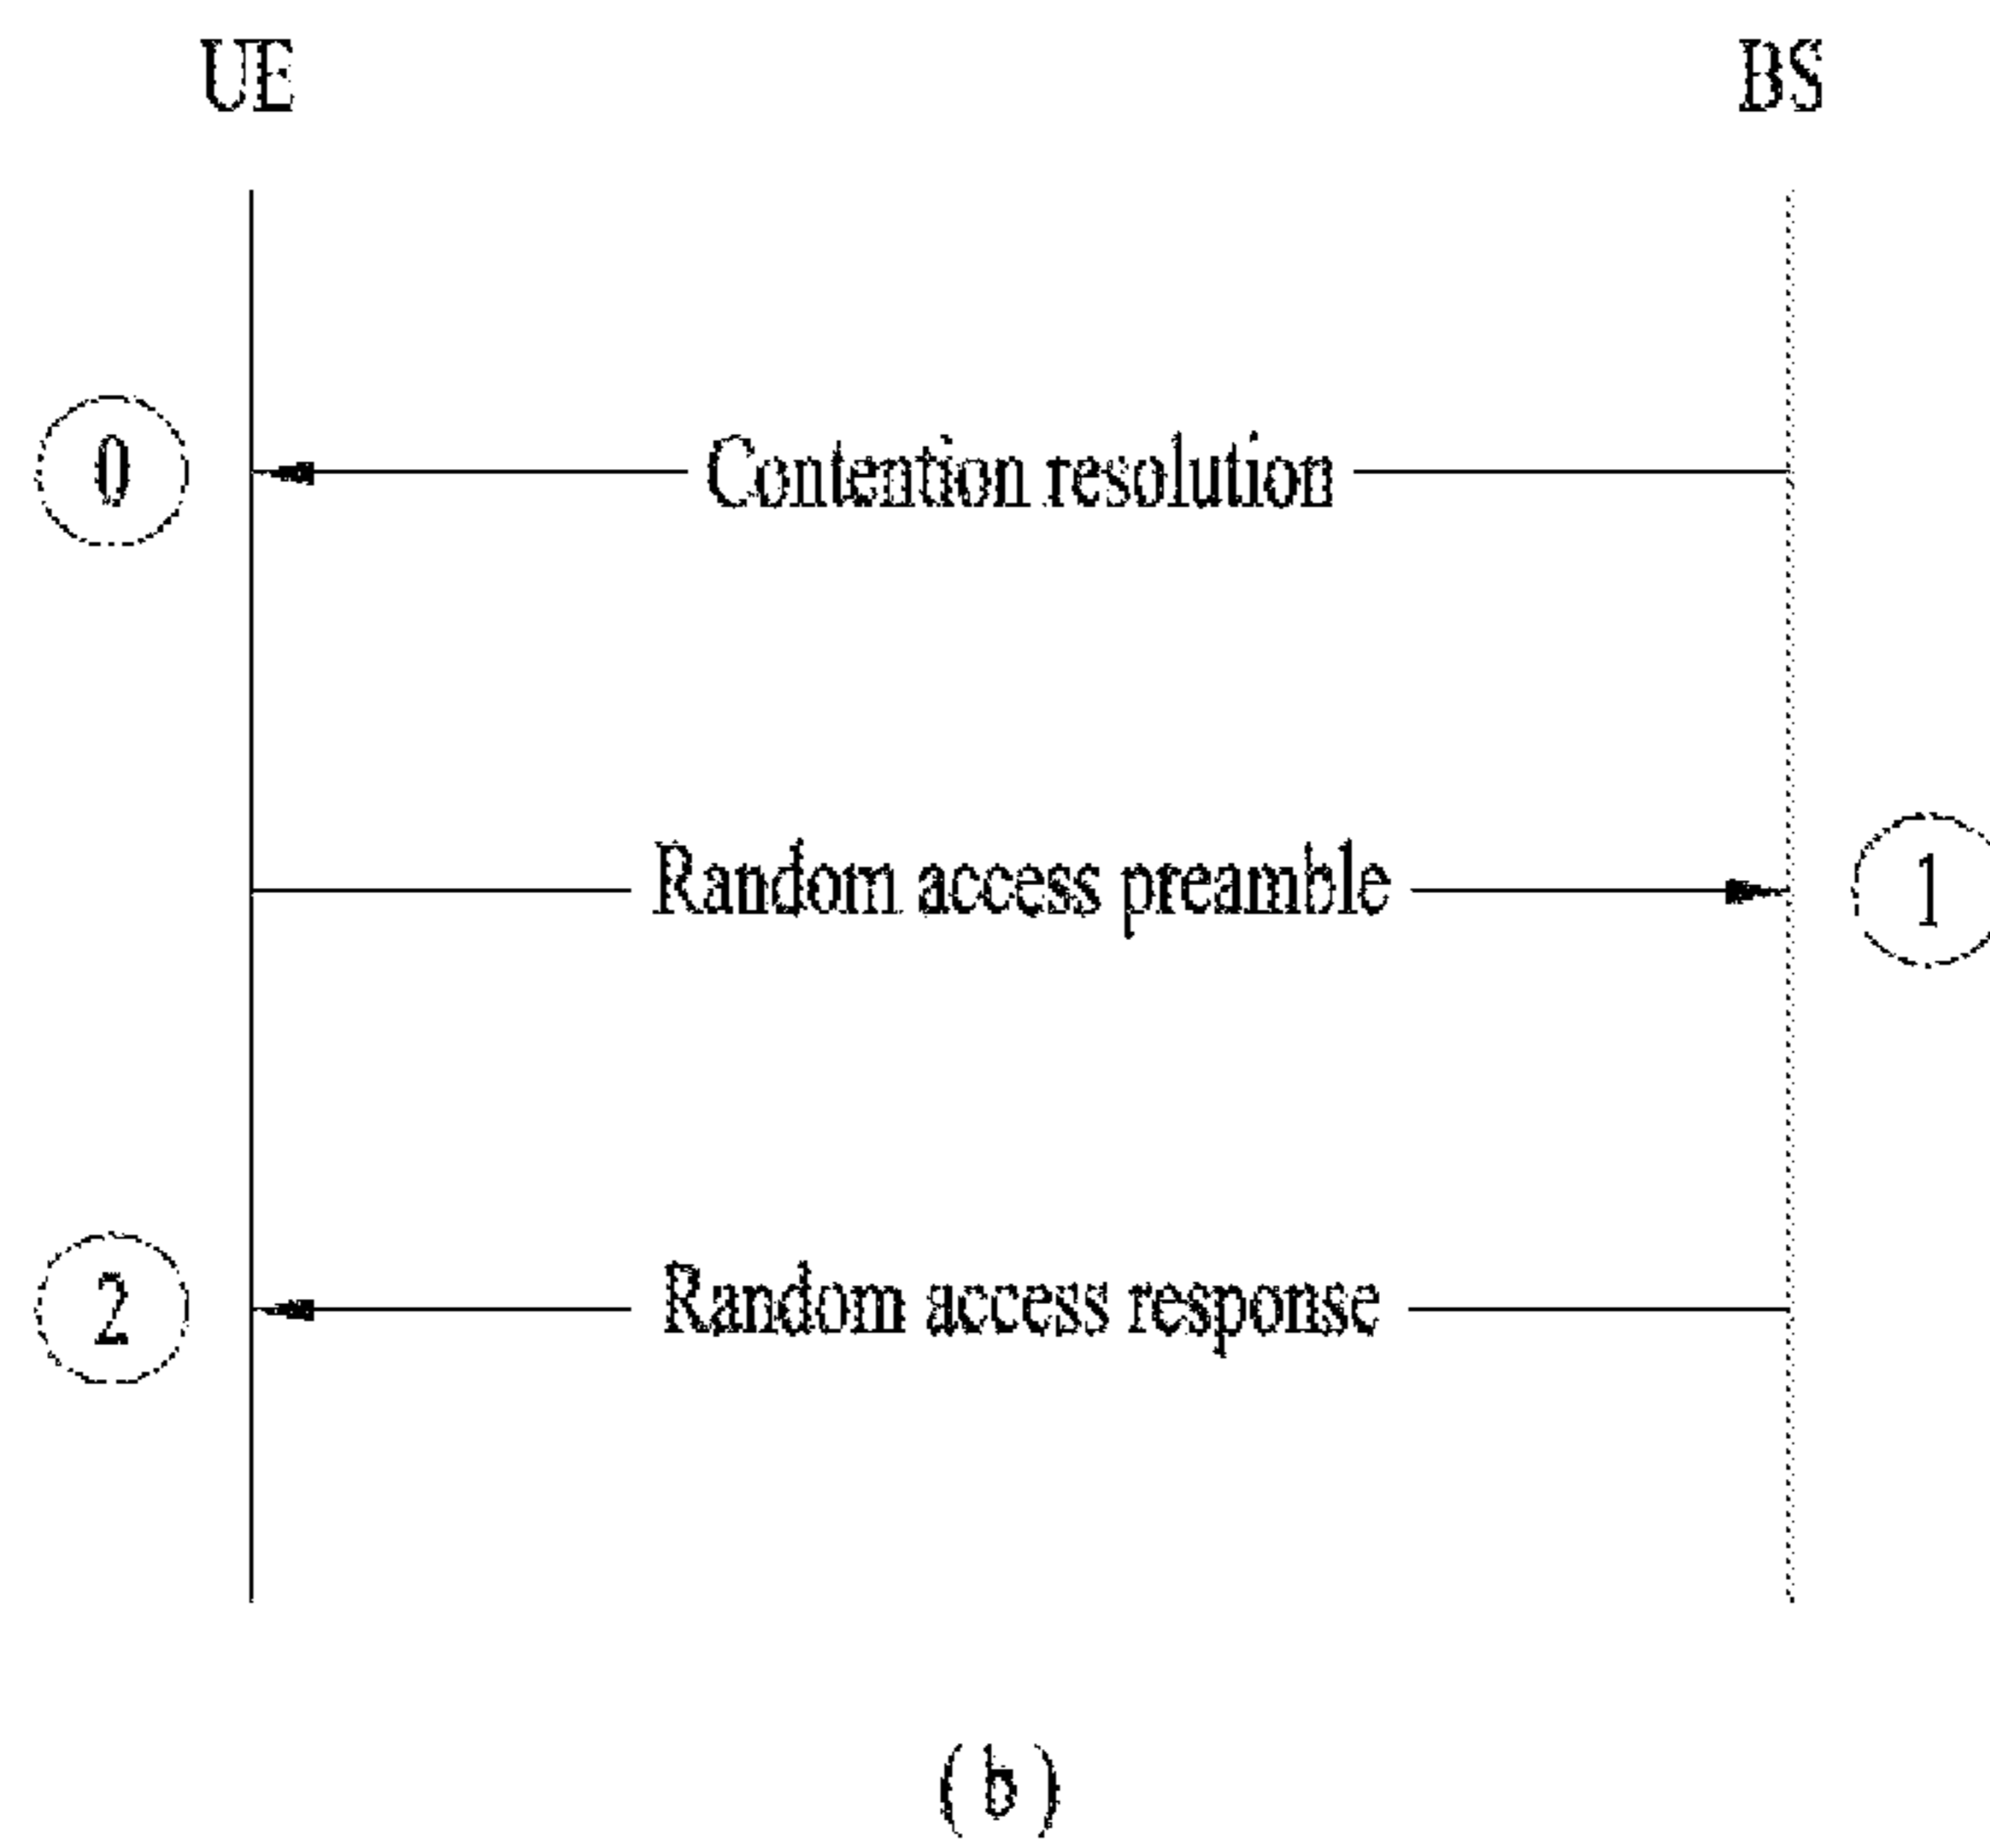 UE BS
0 Contention resolution
Random access preamble 1
2 Random access response
(b)